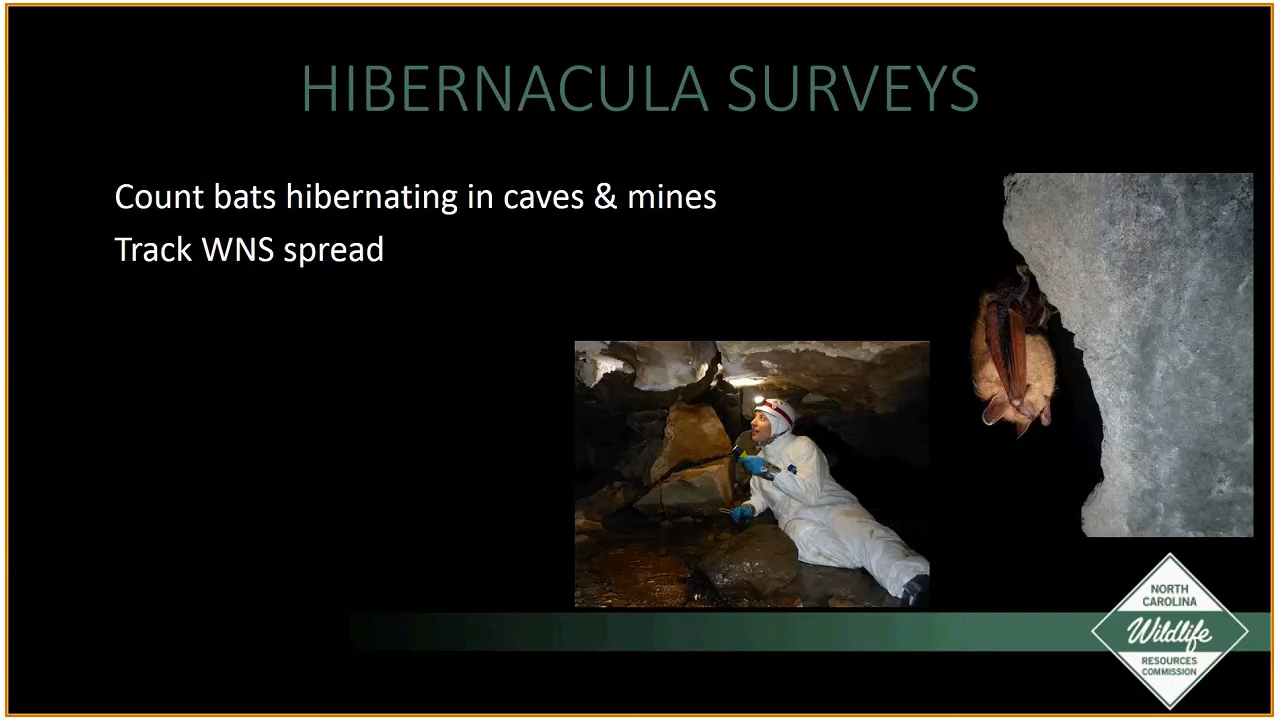 HIBERNACULA SURVEYS
Count bats hibernating in caves & mines
Track WNS spread
NORTH
CAROLINA
Wildlife
RESOURCES
COMMISSION